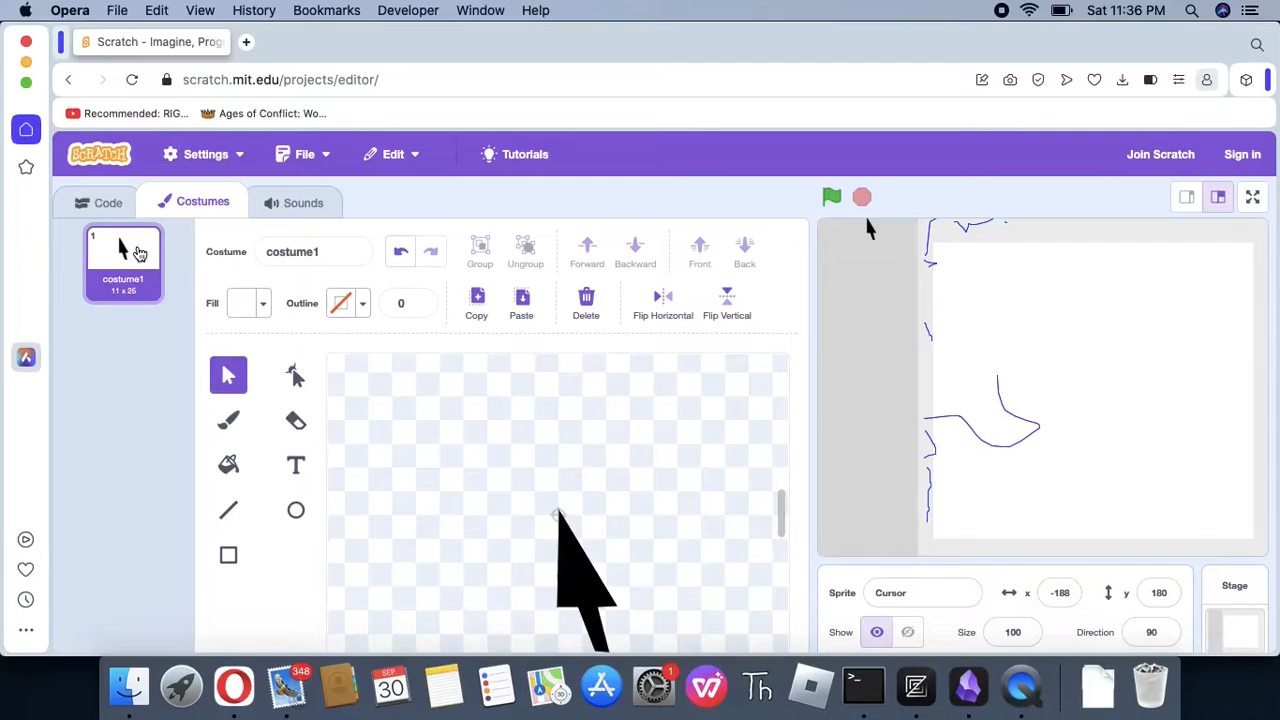 Opera File Edit View History Bookmarks Developer Window Help Sat 11:36 PM
Scratch - Imagine, Prog
scratch.mit.edu/projects/editor/
Recommended: RIG... Ages of Conflict: Wo...
SCRATCH Settings File Edit Tutorials Join Scratch Sign in
Code Costumes Sounds
1
costume1
11 x 25
Costume costume1 Group Ungroup Forward Backward Front Back
Fill Outline 0 Copy Paste Delete Flip Horizontal Flip Vertical
T
Sprite Cursor x -188 y 180
Show Size 100 Direction 90
Stage
348
SEP
30
1
Th